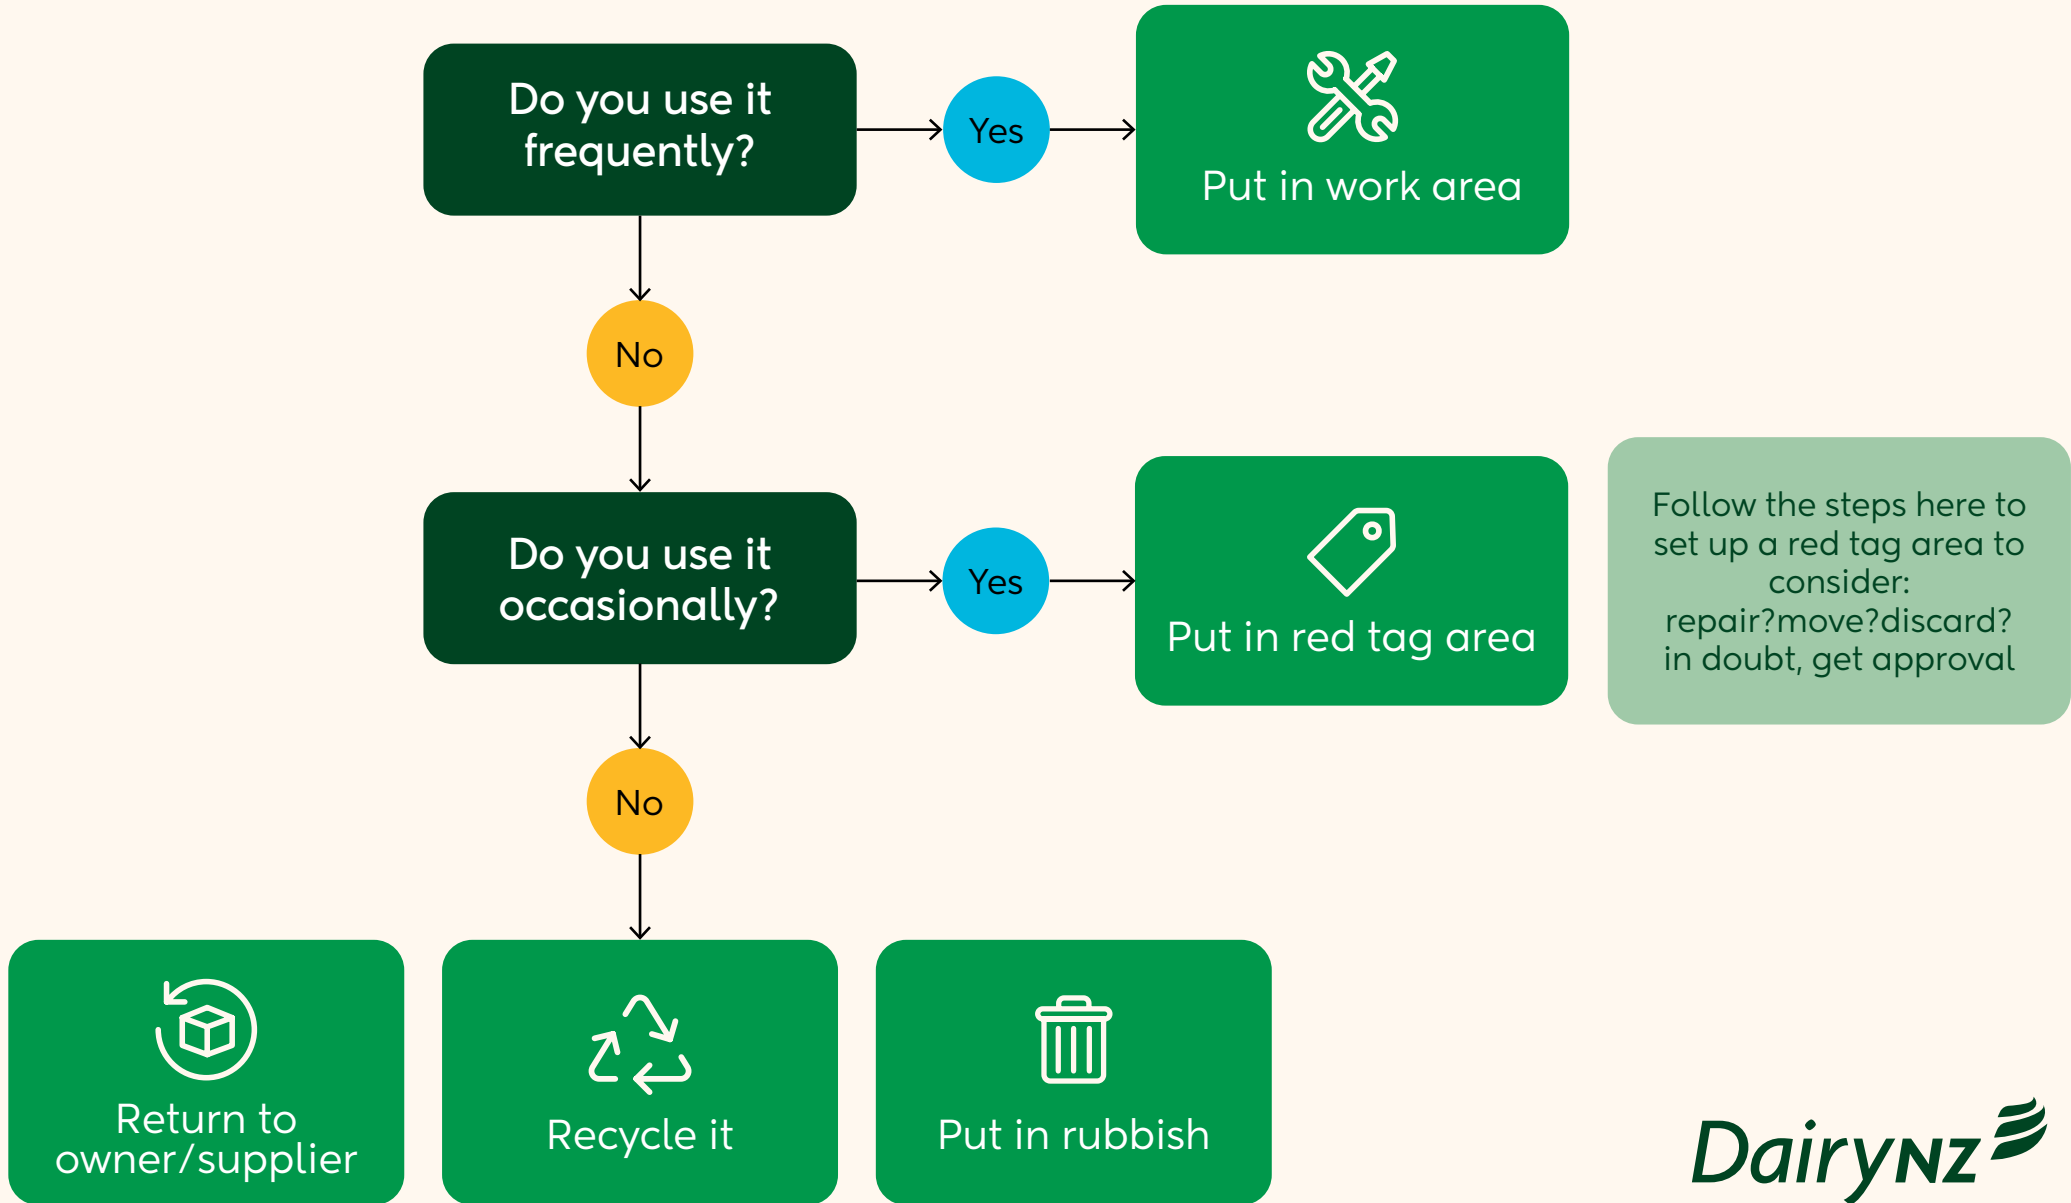 Do you use it
frequently?
Yes
Put in work area
No
Do you use it
occasionally?
Yes
Put in red tag area
Follow the steps here to
set up a red tag area to
consider:
repair?move?discard?
in doubt, get approval
No
Return to
owner/supplier
Recycle it
Put in rubbish
DairyNZ